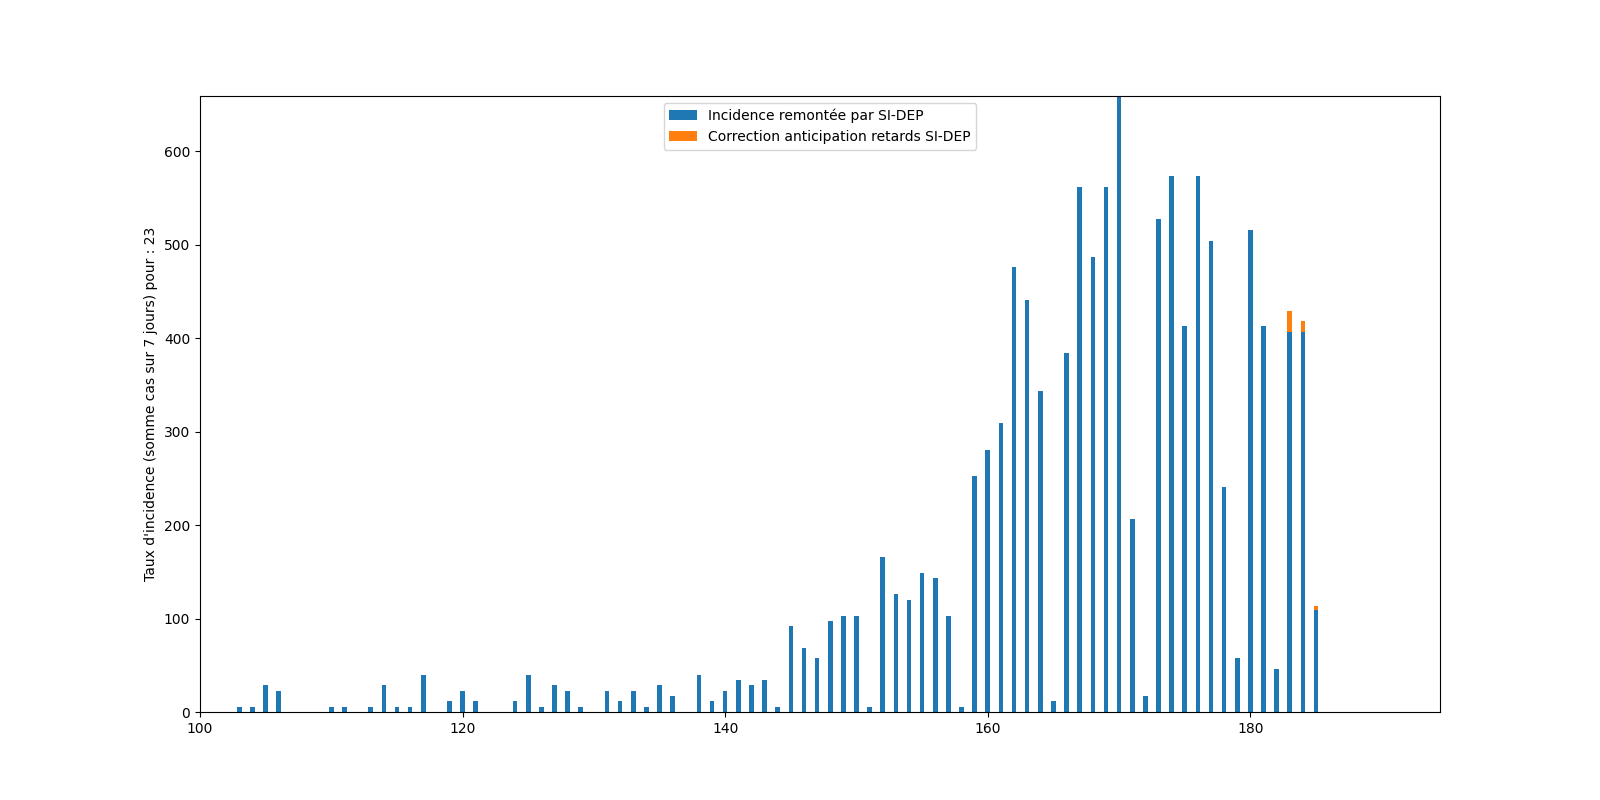 Incidence remontée par SI-DEP
Correction anticipation retards SI-DEP
Taux d'incidence (somme cas sur 7 jours) pour : 23
600
500
400
300
200
100
0
100 120 140 160 180